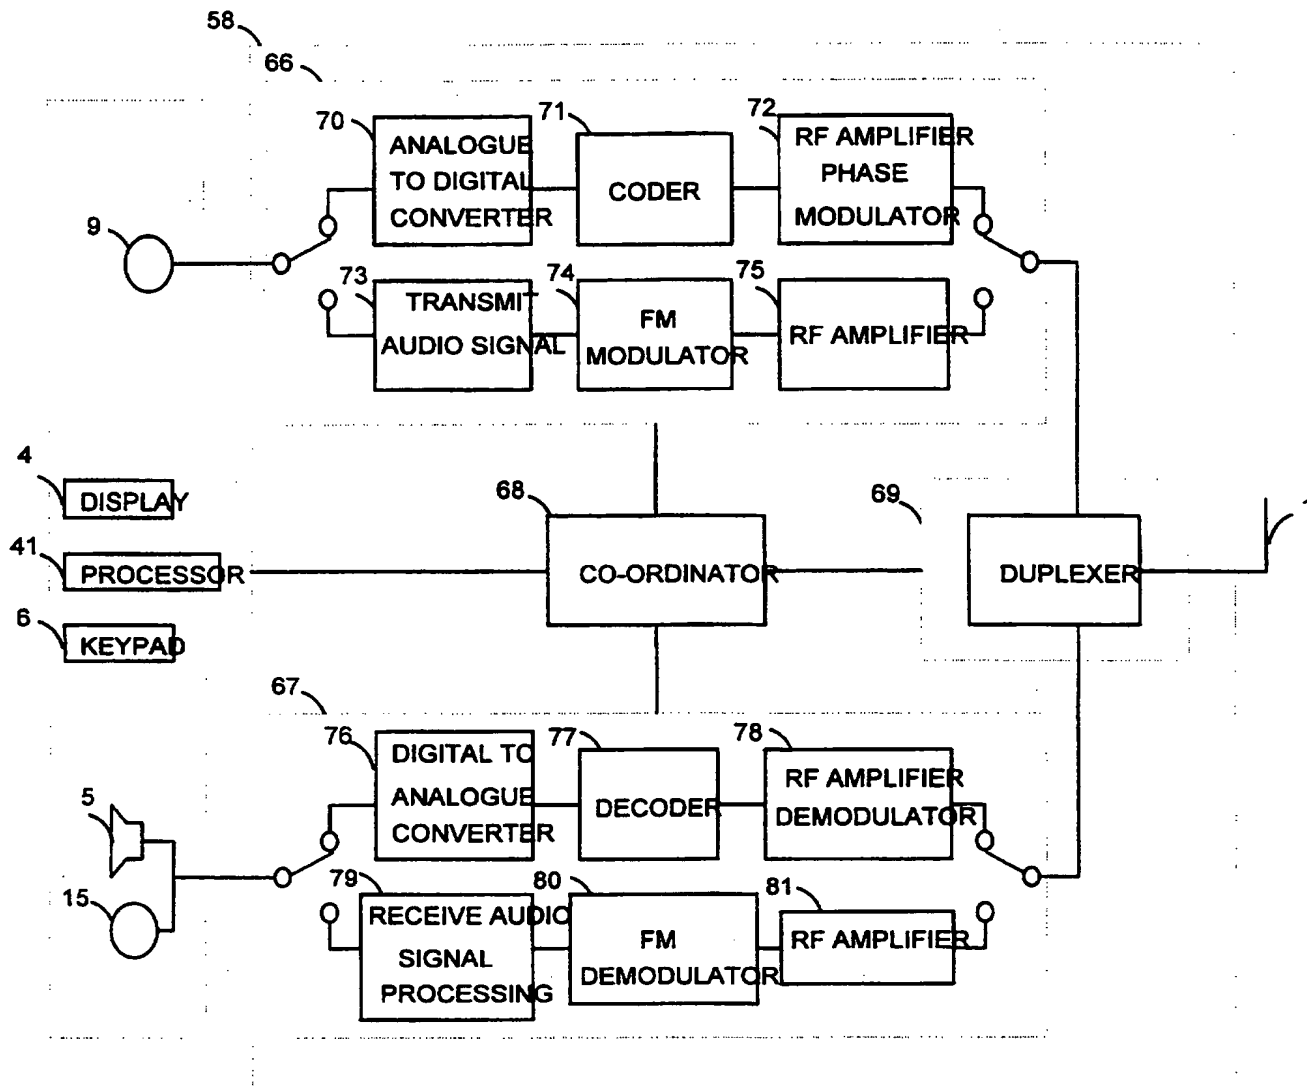 58
66
70
ANALOGUE
TO DIGITAL
CONVERTER
71
CODER
72
RF AMPLIFIER
PHASE
MODULATOR
9
73
TRANSMIT
AUDIO SIGNAL
74
FM
MODULATOR
75
RF AMPLIFIER
4
DISPLAY
41
PROCESSOR
6
KEYPAD
68
CO-ORDINATOR
69
DUPLEXER
67
76
DIGITAL TO
ANALOGUE
CONVERTER
77
DECODER
78
RF AMPLIFIER
DEMODULATOR
5
15
79
RECEIVE AUDIO
SIGNAL
PROCESSING
80
FM
DEMODULATOR
81
RF AMPLIFIER